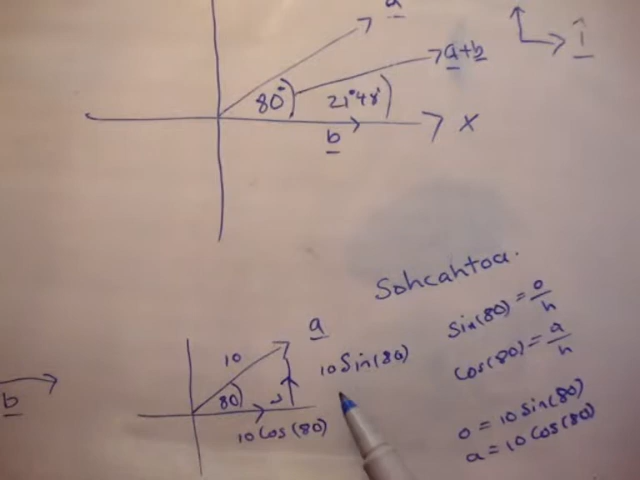 a
a+b
i
80°
21°48'
b
x
Sohcahtoa.
sin(80) = o/h
cos(80) = a/h
a
10
10 Sin(80)
80
b
10 Cos(80)
o = 10 sin(80)
a = 10 cos(80)